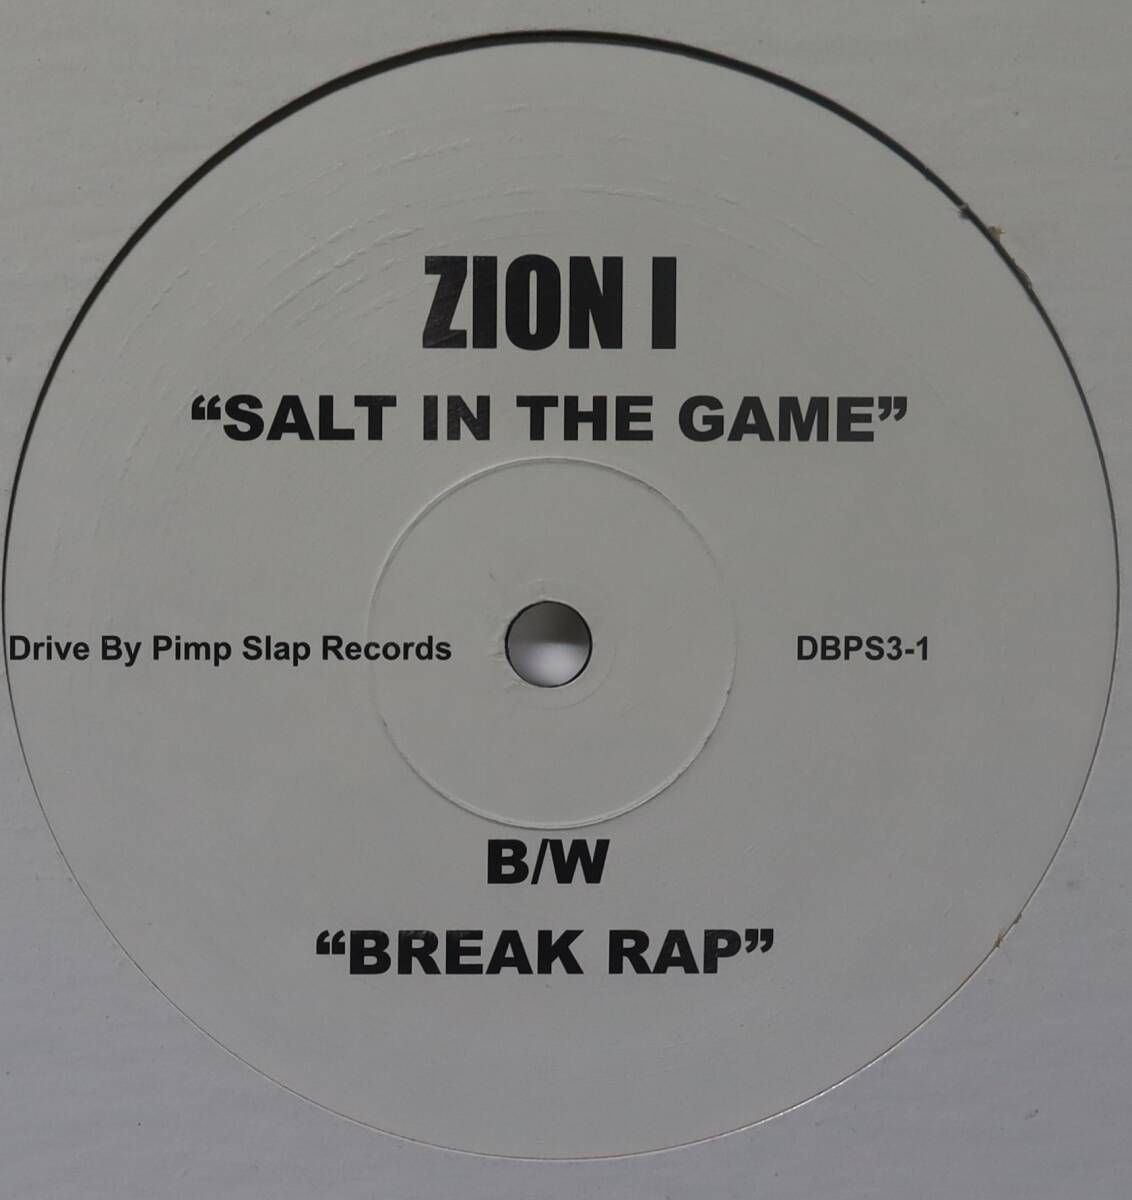 ZION I
“SALT IN THE GAME”
Drive By Pimp Slap Records
DBPS3-1
B/W
“BREAK RAP”